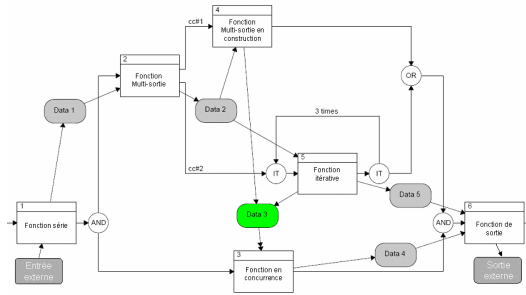 4
Fonction
Multi-sortie en
construction
cc#1
2
Fonction
Multi-sortie
OR
Data 1
Data 2
3 times
cc#2
5
Fonction
itérative
IT
IT
Data 5
1
Fonction série
AND
Data 3
AND
6
Fonction de
sortie
3
Fonction en
concurrence
Data 4
Entrée
externe
Sortie
externe